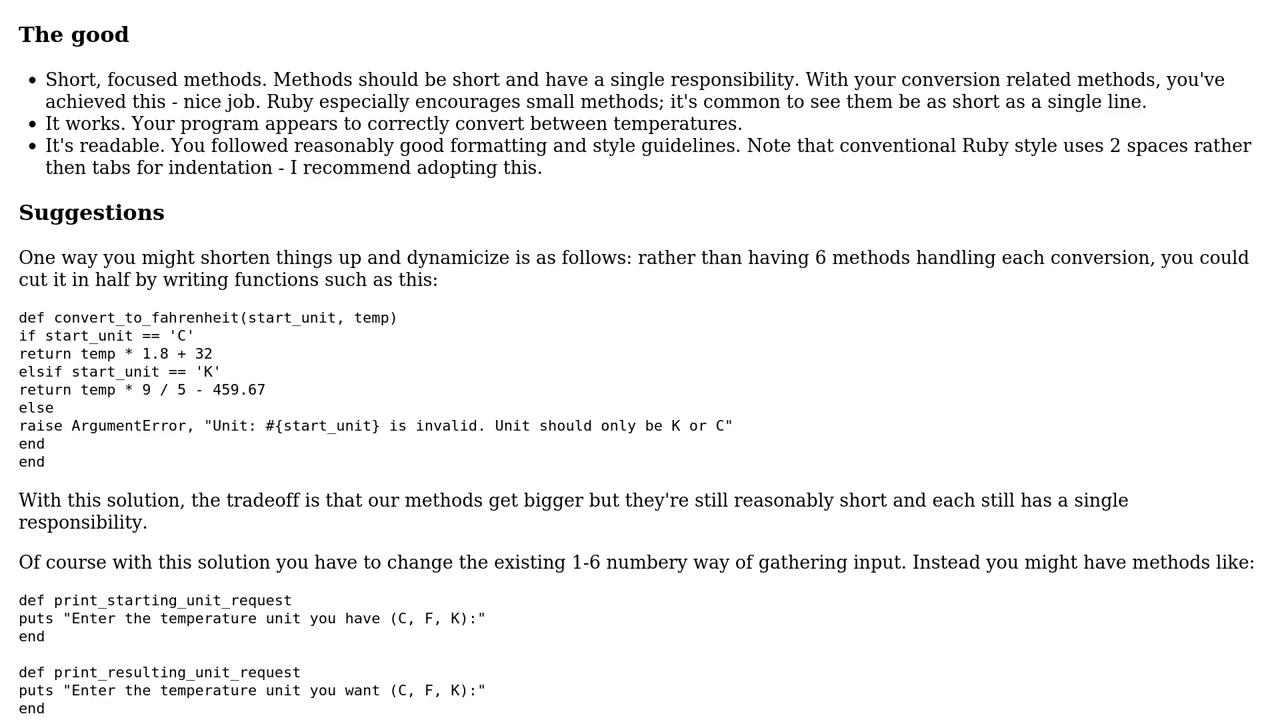 The good
• Short, focused methods. Methods should be short and have a single responsibility. With your conversion related methods, you've
achieved this - nice job. Ruby especially encourages small methods; it's common to see them be as short as a single line.
• It works. Your program appears to correctly convert between temperatures.
• It's readable. You followed reasonably good formatting and style guidelines. Note that conventional Ruby style uses 2 spaces rather
then tabs for indentation - I recommend adopting this.
Suggestions
One way you might shorten things up and dynamicize is as follows: rather than having 6 methods handling each conversion, you could
cut it in half by writing functions such as this:
def convert_to_fahrenheit(start_unit, temp)
if start_unit == 'C'
return temp * 1.8 + 32
elsif start_unit == 'K'
return temp * 9 / 5 - 459.67
else
raise ArgumentError, "Unit: #{start_unit} is invalid. Unit should only be K or C"
end
end
With this solution, the tradeoff is that our methods get bigger but they're still reasonably short and each still has a single
responsibility.
Of course with this solution you have to change the existing 1-6 numbery way of gathering input. Instead you might have methods like:
def print_starting_unit_request
puts "Enter the temperature unit you have (C, F, K):"
end
def print_resulting_unit_request
puts "Enter the temperature unit you want (C, F, K):"
end